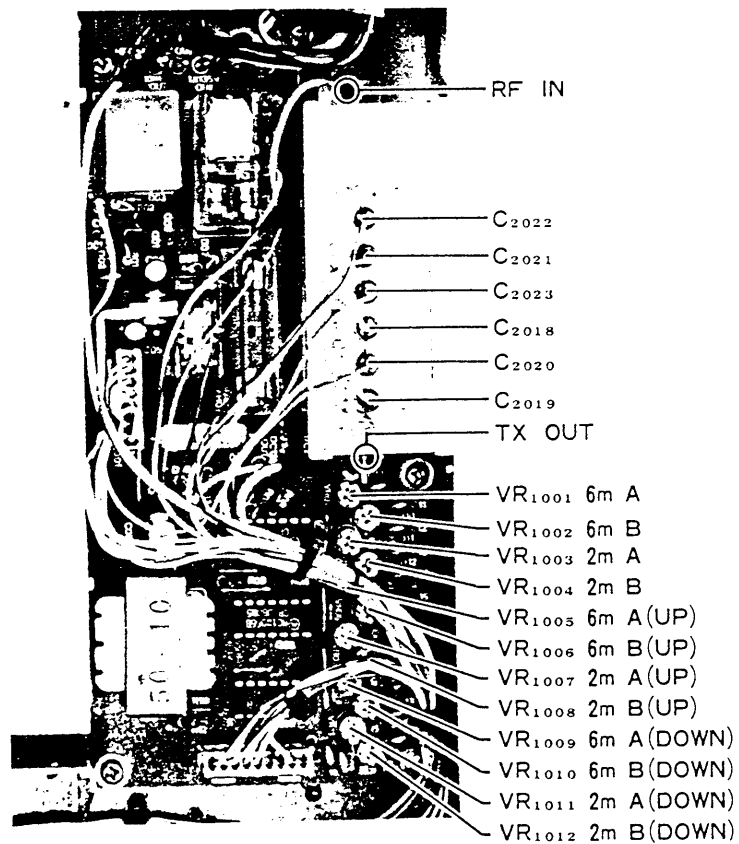 RF IN
C2022
C2021
C2023
C2018
C2020
C2019
TX OUT
VR1001 6m A
VR1002 6m B
VR1003 2m A
VR1004 2m B
VR1005 6m A(UP)
VR1006 6m B(UP)
VR1007 2m A(UP)
VR1008 2m B(UP)
VR1009 6m A(DOWN)
VR1010 6m B(DOWN)
VR1011 2m A(DOWN)
VR1012 2m B(DOWN)
50-10